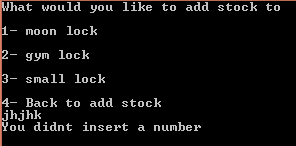 What would you like to add stock to
1- moon lock
2- gym lock
3- small lock
4- Back to add stock
jhjhk
You didnt insert a number